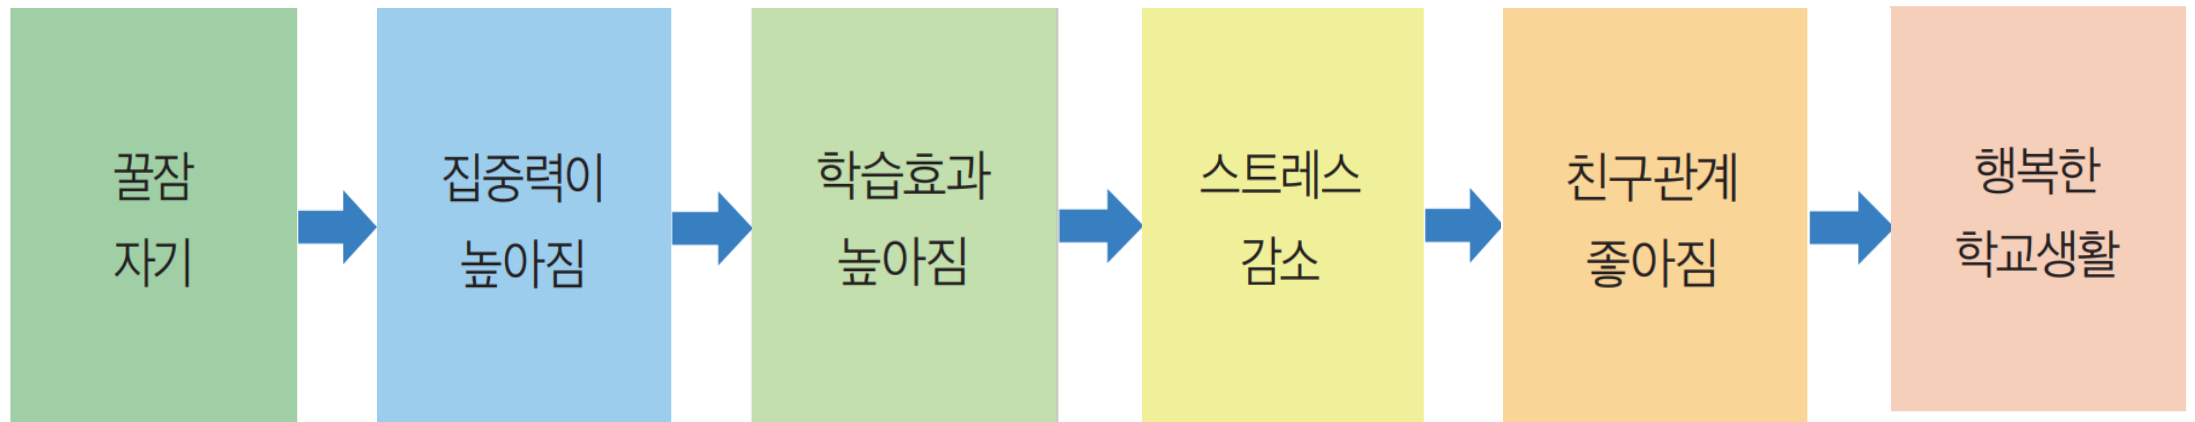 꿀잠
자기
집중력이
높아짐
학습효과
높아짐
스트레스
감소
친구관계
좋아짐
행복한
학교생활